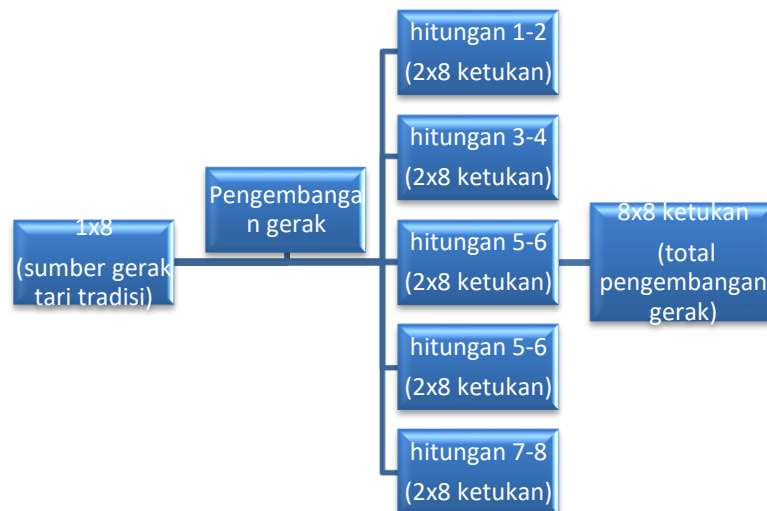 1x8
(sumber gerak
tari tradisi)
Pengembanga
n gerak
hitungan 1-2
(2x8 ketukan)
hitungan 3-4
(2x8 ketukan)
hitungan 5-6
(2x8 ketukan)
hitungan 5-6
(2x8 ketukan)
hitungan 7-8
(2x8 ketukan)
8x8 ketukan
(total
pengembangan
gerak)